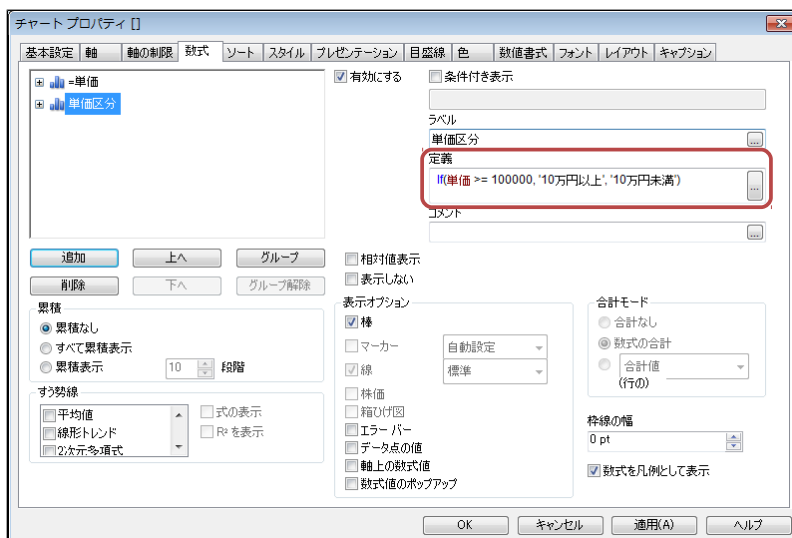 チャート プロパティ []
基本設定 軸 軸の制限 数式 ソート スタイル プレゼンテーション 目盛線 色 数値書式 フォント レイアウト キャプション
=単価
単価区分
有効にする
条件付き表示
ラベル
単価区分
...
定義
If(単価 >= 100000, '10万円以上', '10万円未満')
...
コメント
...
追加 上へ グループ
削除 下へ グループ解除
相対値表示
表示しない
累積
累積なし
すべて累積表示
累積表示 10 段階
すう勢線
平均値
線形トレンド
2次元多項式
式の表示
R² を表示
表示オプション
棒
マーカー 自動設定
線 標準
株価
箱ひげ図
エラー バー
データ点の値
軸上の数式値
数式値のポップアップ
合計モード
合計なし
数式の合計
合計値
(行の)
枠線の幅
0 pt
数式を凡例として表示
OK キャンセル 適用(A) ヘルプ